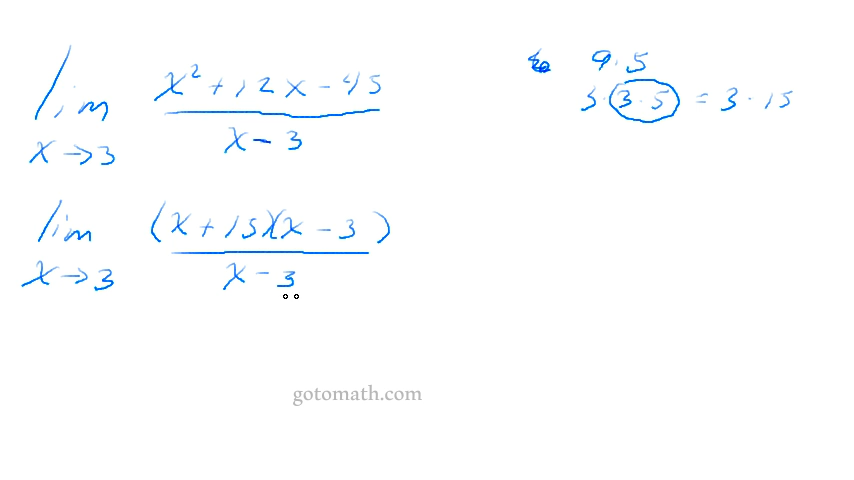 lim x² + 12x - 45
x - 3
x → 3
9 · 5
3 · (3 · 5) = 3 · 15
lim (x + 15)(x - 3)
x - 3
x → 3
gotomath.com